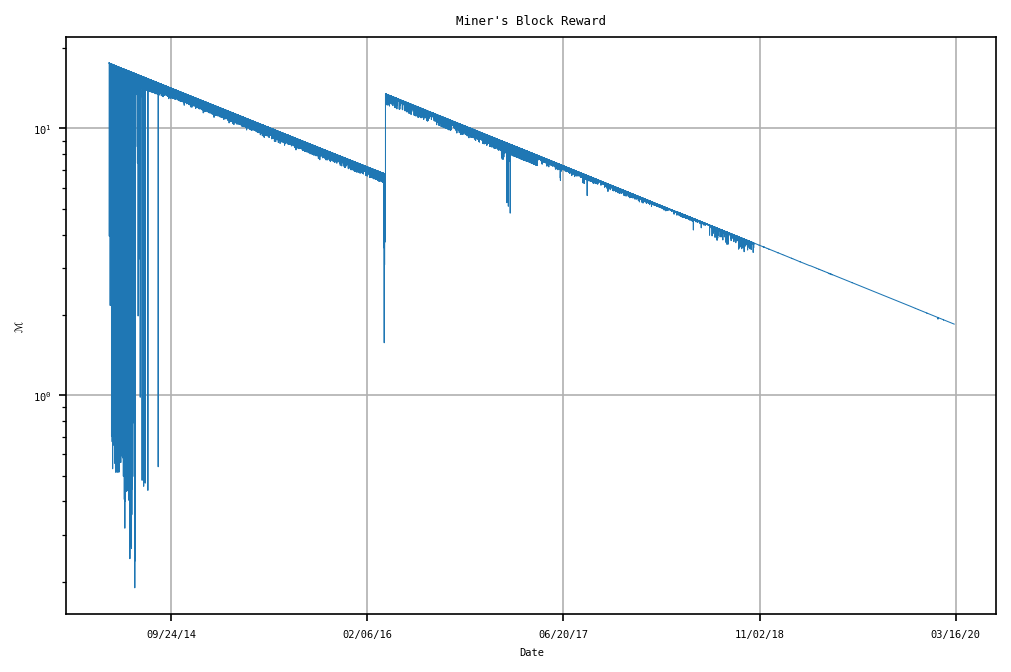 Miner's Block Reward
10¹
10⁰
ℳ
09/24/14
02/06/16
06/20/17
11/02/18
03/16/20
Date